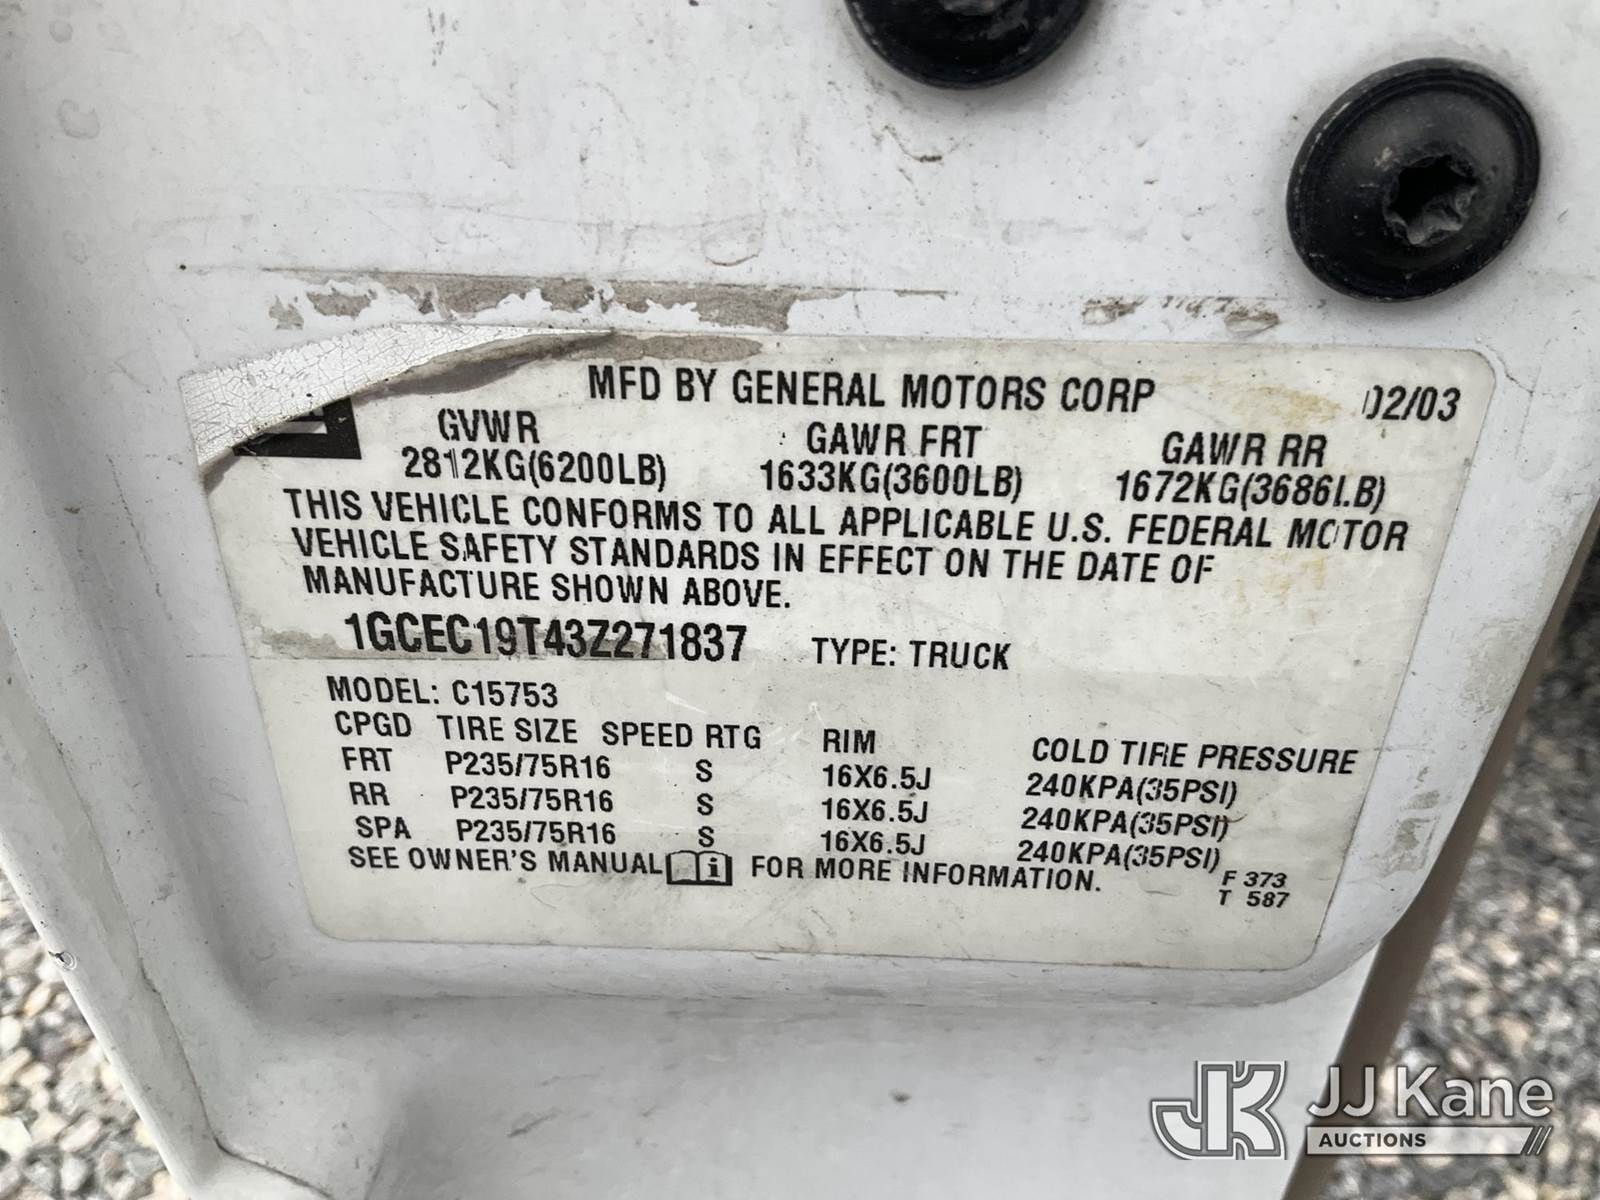 MFD BY GENERAL MOTORS CORP 02/03
GVWR GAWR FRT GAWR RR
2812KG(6200LB) 1633KG(3600LB) 1672KG(3686LB)
THIS VEHICLE CONFORMS TO ALL APPLICABLE U.S. FEDERAL MOTOR
VEHICLE SAFETY STANDARDS IN EFFECT ON THE DATE OF
MANUFACTURE SHOWN ABOVE.
1GCEC19T43Z271837 TYPE: TRUCK
MODEL: C15753
CPGD TIRE SIZE SPEED RTG RIM COLD TIRE PRESSURE
FRT P235/75R16 S 16X6.5J 240KPA(35PSI)
RR P235/75R16 S 16X6.5J 240KPA(35PSI)
SPA P235/75R16 S 16X6.5J 240KPA(35PSI)
SEE OWNER'S MANUAL i FOR MORE INFORMATION.
F 373
T 587
JK JJ Kane
AUCTIONS